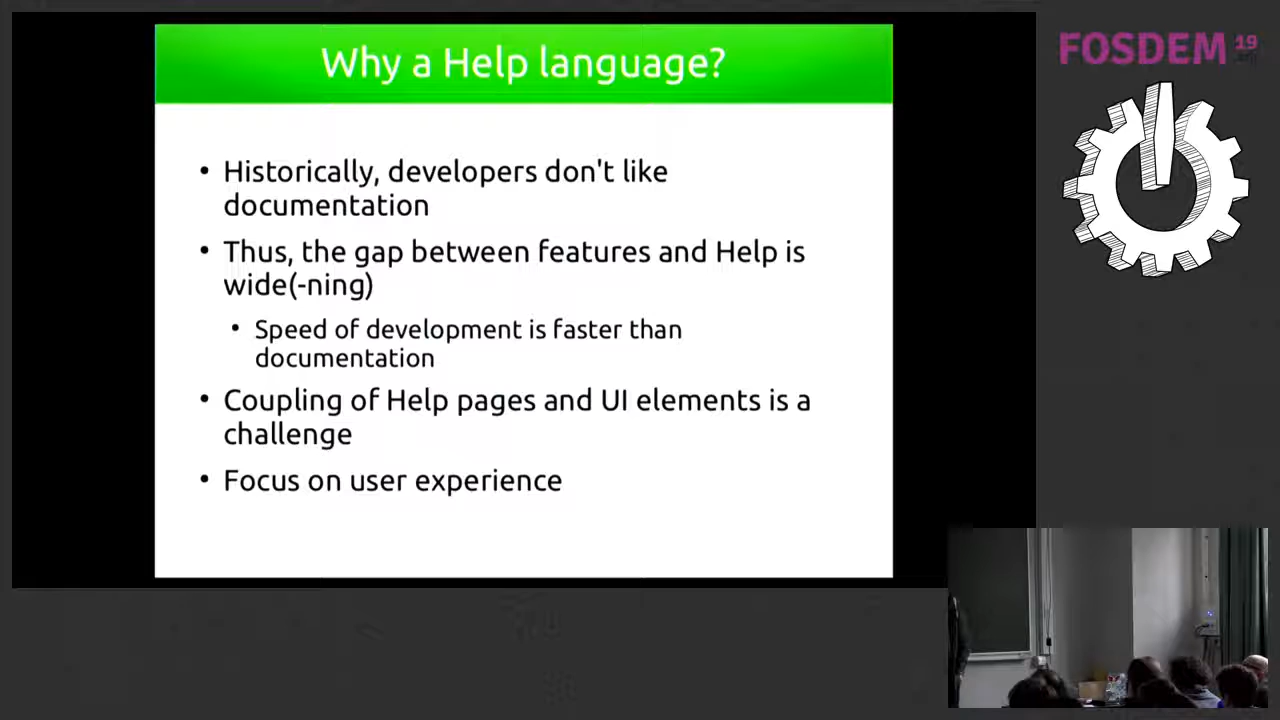 Why a Help language?
FOSDEM 19
.org
• Historically, developers don't like
documentation
• Thus, the gap between features and Help is
wide(-ning)
• Speed of development is faster than
documentation
• Coupling of Help pages and UI elements is a
challenge
• Focus on user experience